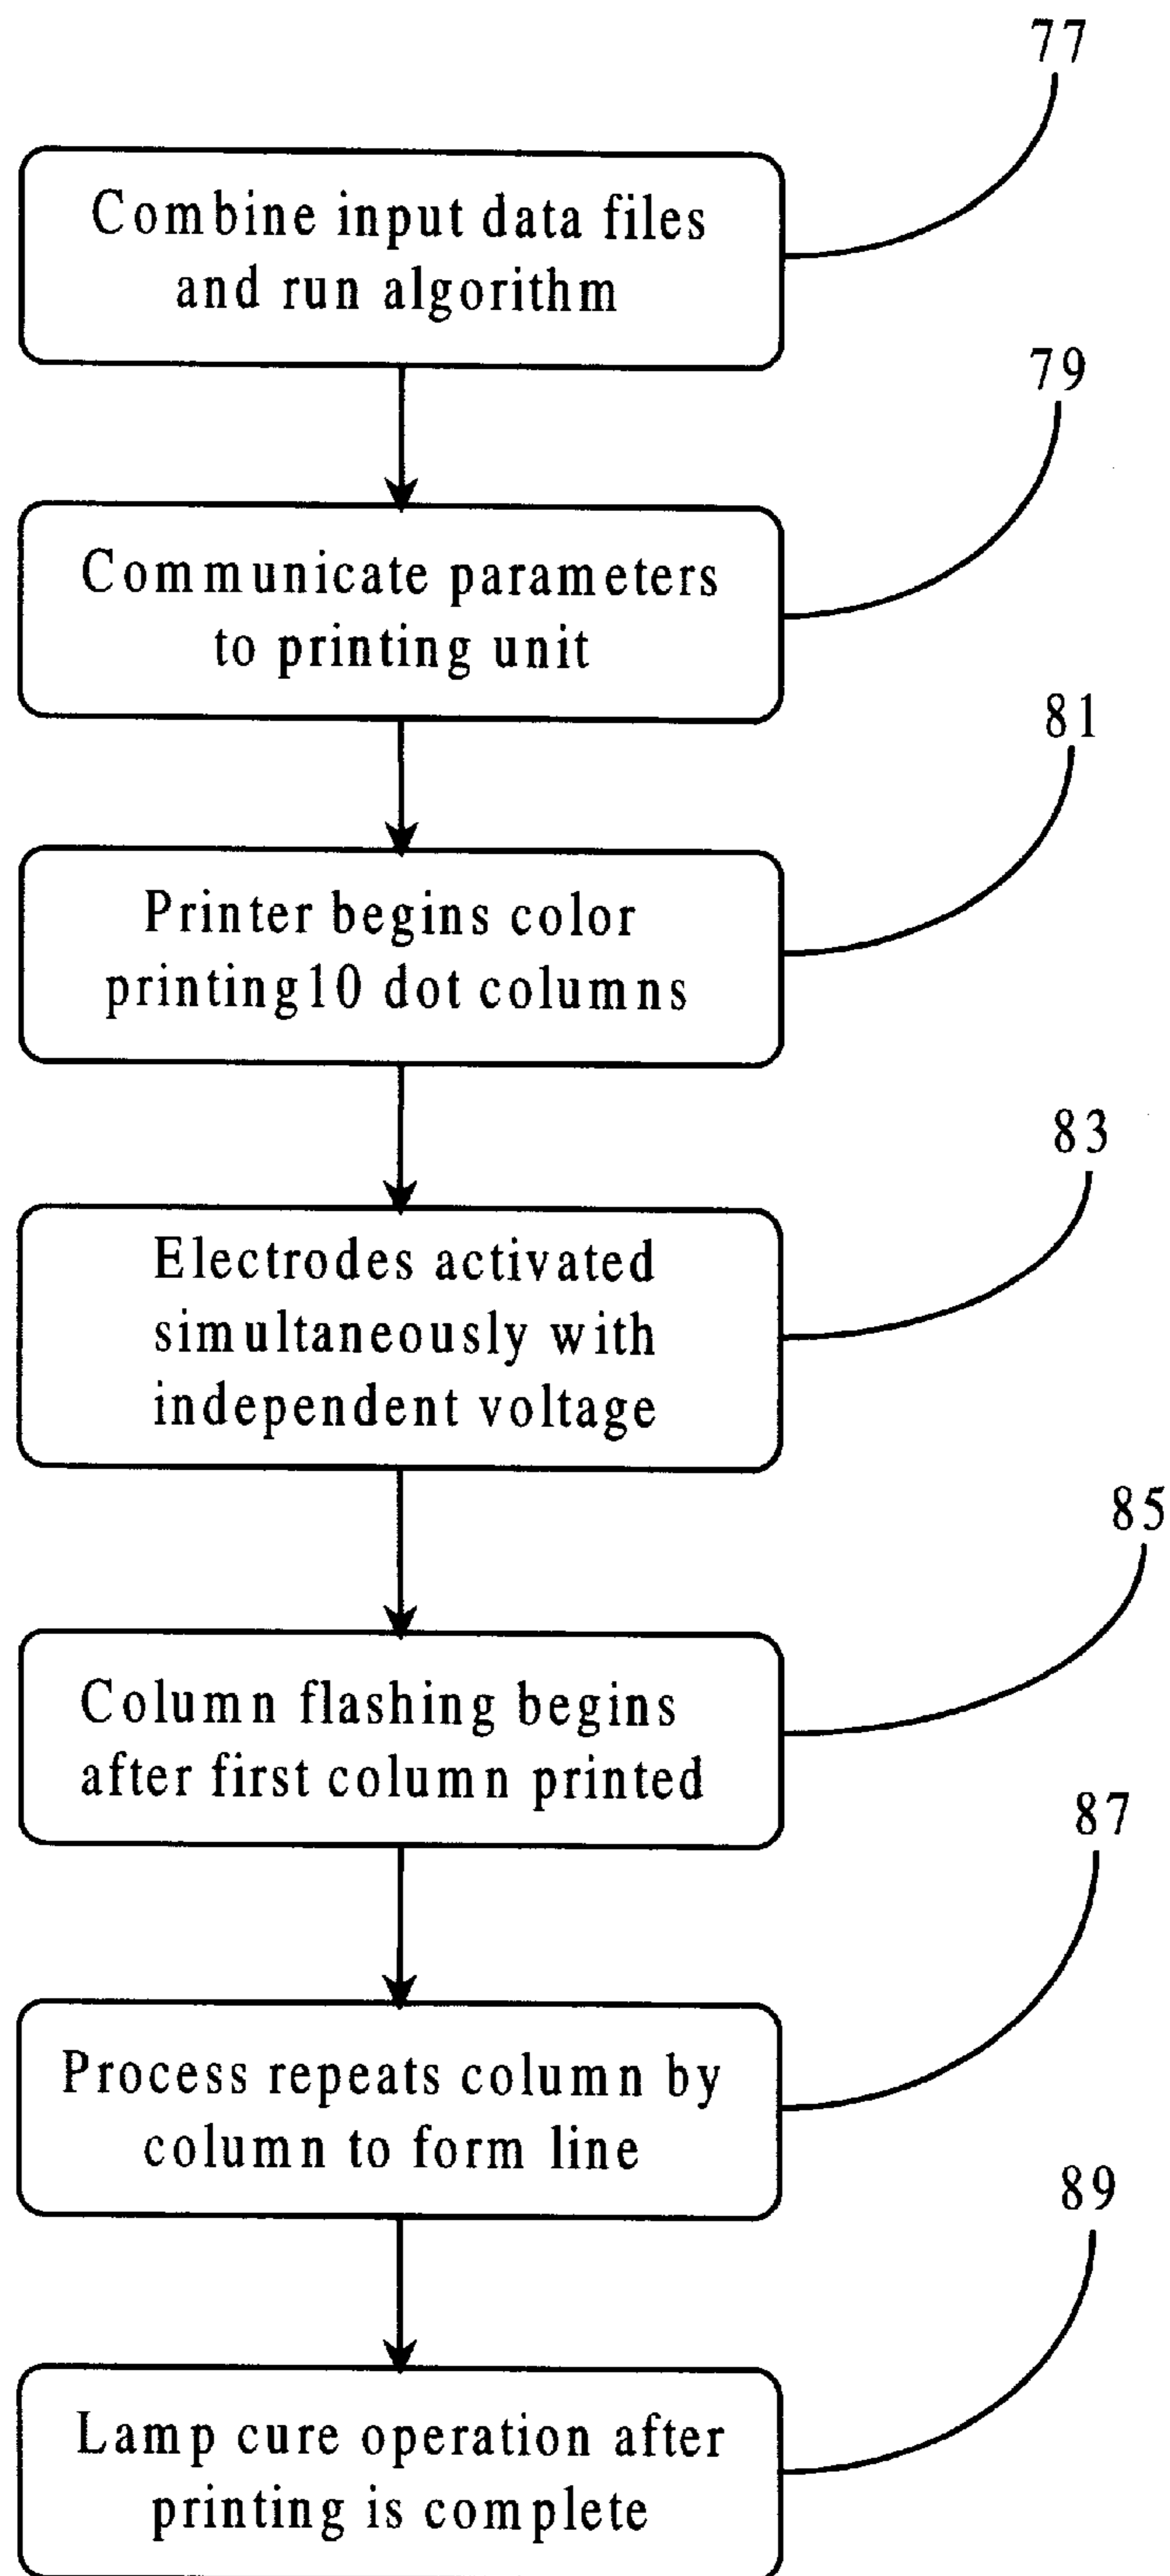 77
Combine input data files
and run algorithm
79
Communicate parameters
to printing unit
81
Printer begins color
printing10 dot columns
83
Electrodes activated
simultaneously with
independent voltage
85
Column flashing begins
after first column printed
87
Process repeats column by
column to form line
89
Lamp cure operation after
printing is complete